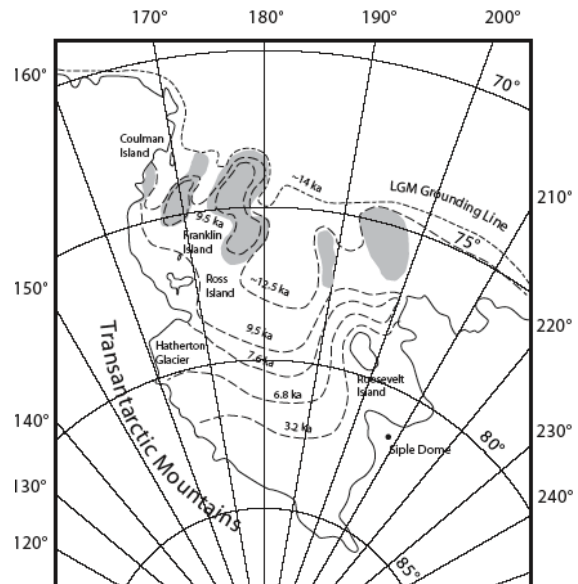 170° 180° 190° 200°
160°
70°
Coulman
Island
~14 ka
LGM Grounding Line
210°
9.5 ka
Franklin
Island
75°
Ross
Island
~12.5 ka
150°
220°
9.5 ka
Hatherton
Glacier
7.6 ka
Roosevelt
Island
6.8 ka
3.2 ka
Transantarctic Mountains
140°
80°
230°
Siple Dome
130°
240°
120°
85°